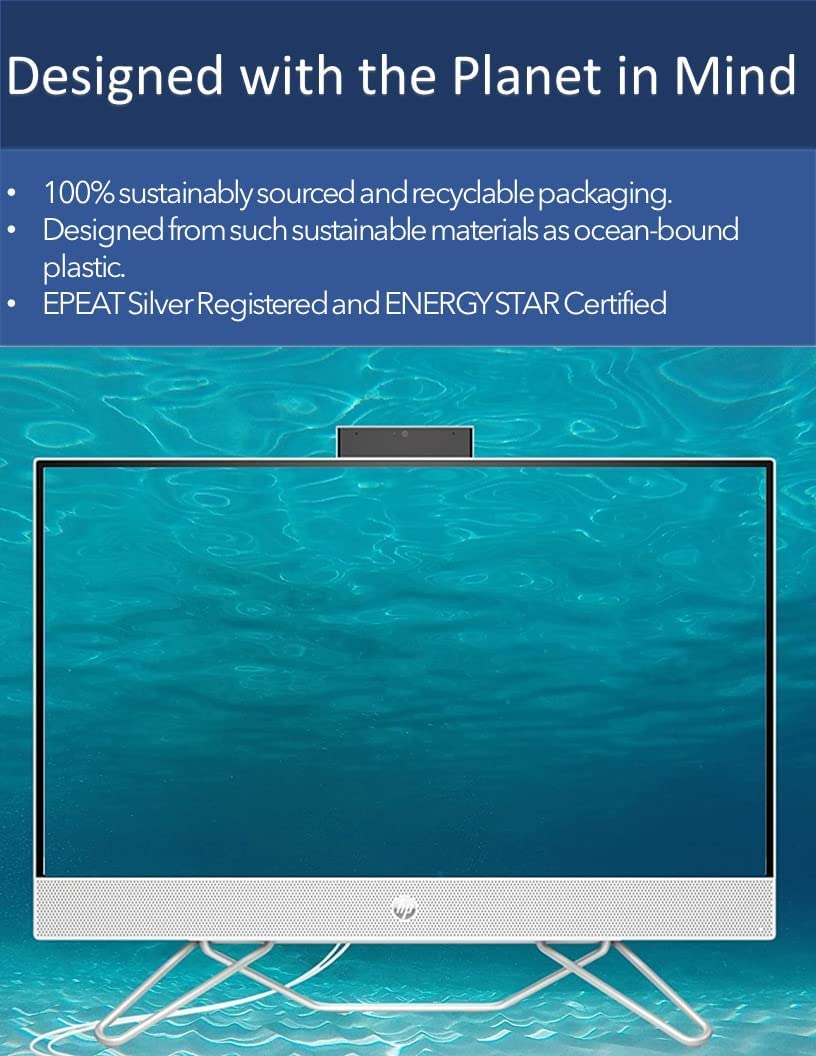 Designed with the Planet in Mind
• 100% sustainably sourced and recyclable packaging.
• Designed from such sustainable materials as ocean-bound
plastic.
• EPEAT Silver Registered and ENERGY STAR Certified
hp